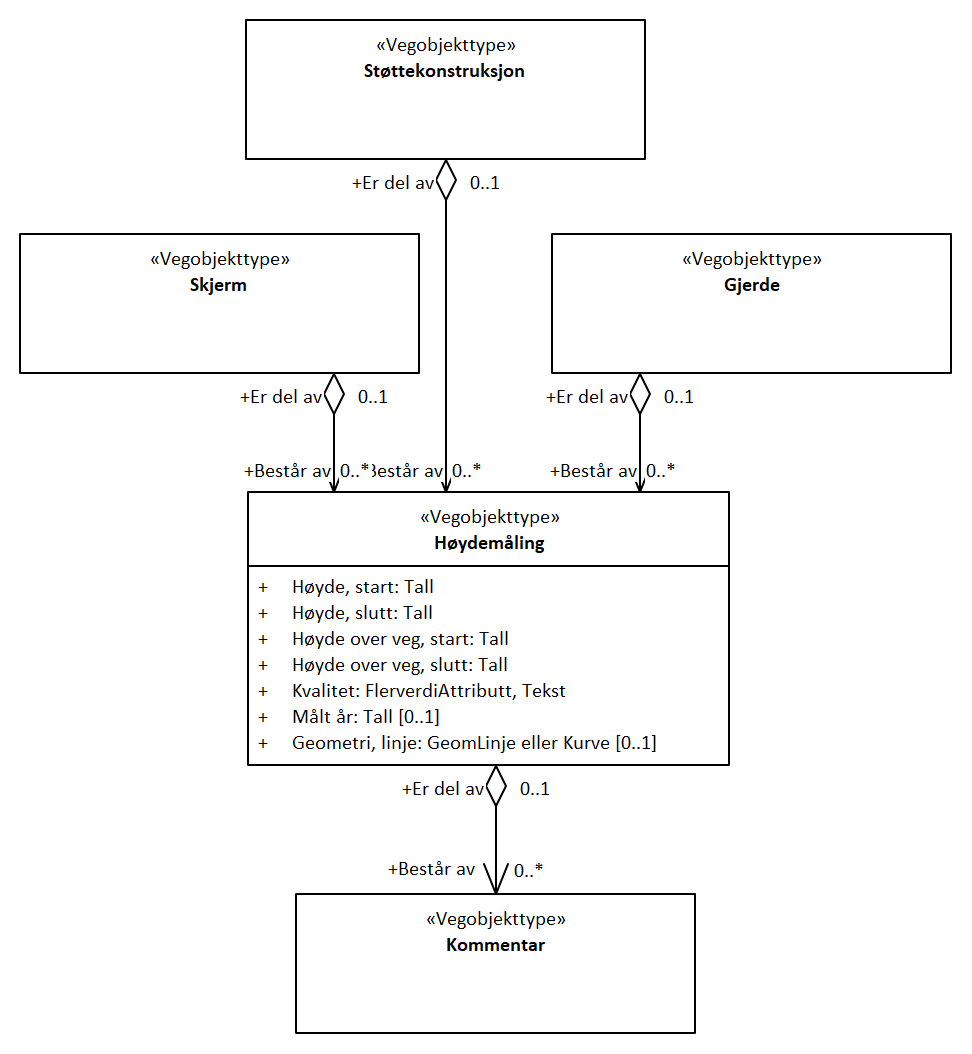 «Vegobjekttype»
Støttekonstruksjon
+Er del av 0..1
«Vegobjekttype»
Skjerm
«Vegobjekttype»
Gjerde
+Er del av 0..1
+Er del av 0..1
+Består av 0..* Består av 0..*
+Består av 0..*
«Vegobjekttype»
Høydemåling
+ Høyde, start: Tall
+ Høyde, slutt: Tall
+ Høyde over veg, start: Tall
+ Høyde over veg, slutt: Tall
+ Kvalitet: FlerverdiAttributt, Tekst
+ Målt år: Tall [0..1]
+ Geometri, linje: GeomLinje eller Kurve [0..1]
+Er del av 0..1
+Består av 0..*
«Vegobjekttype»
Kommentar